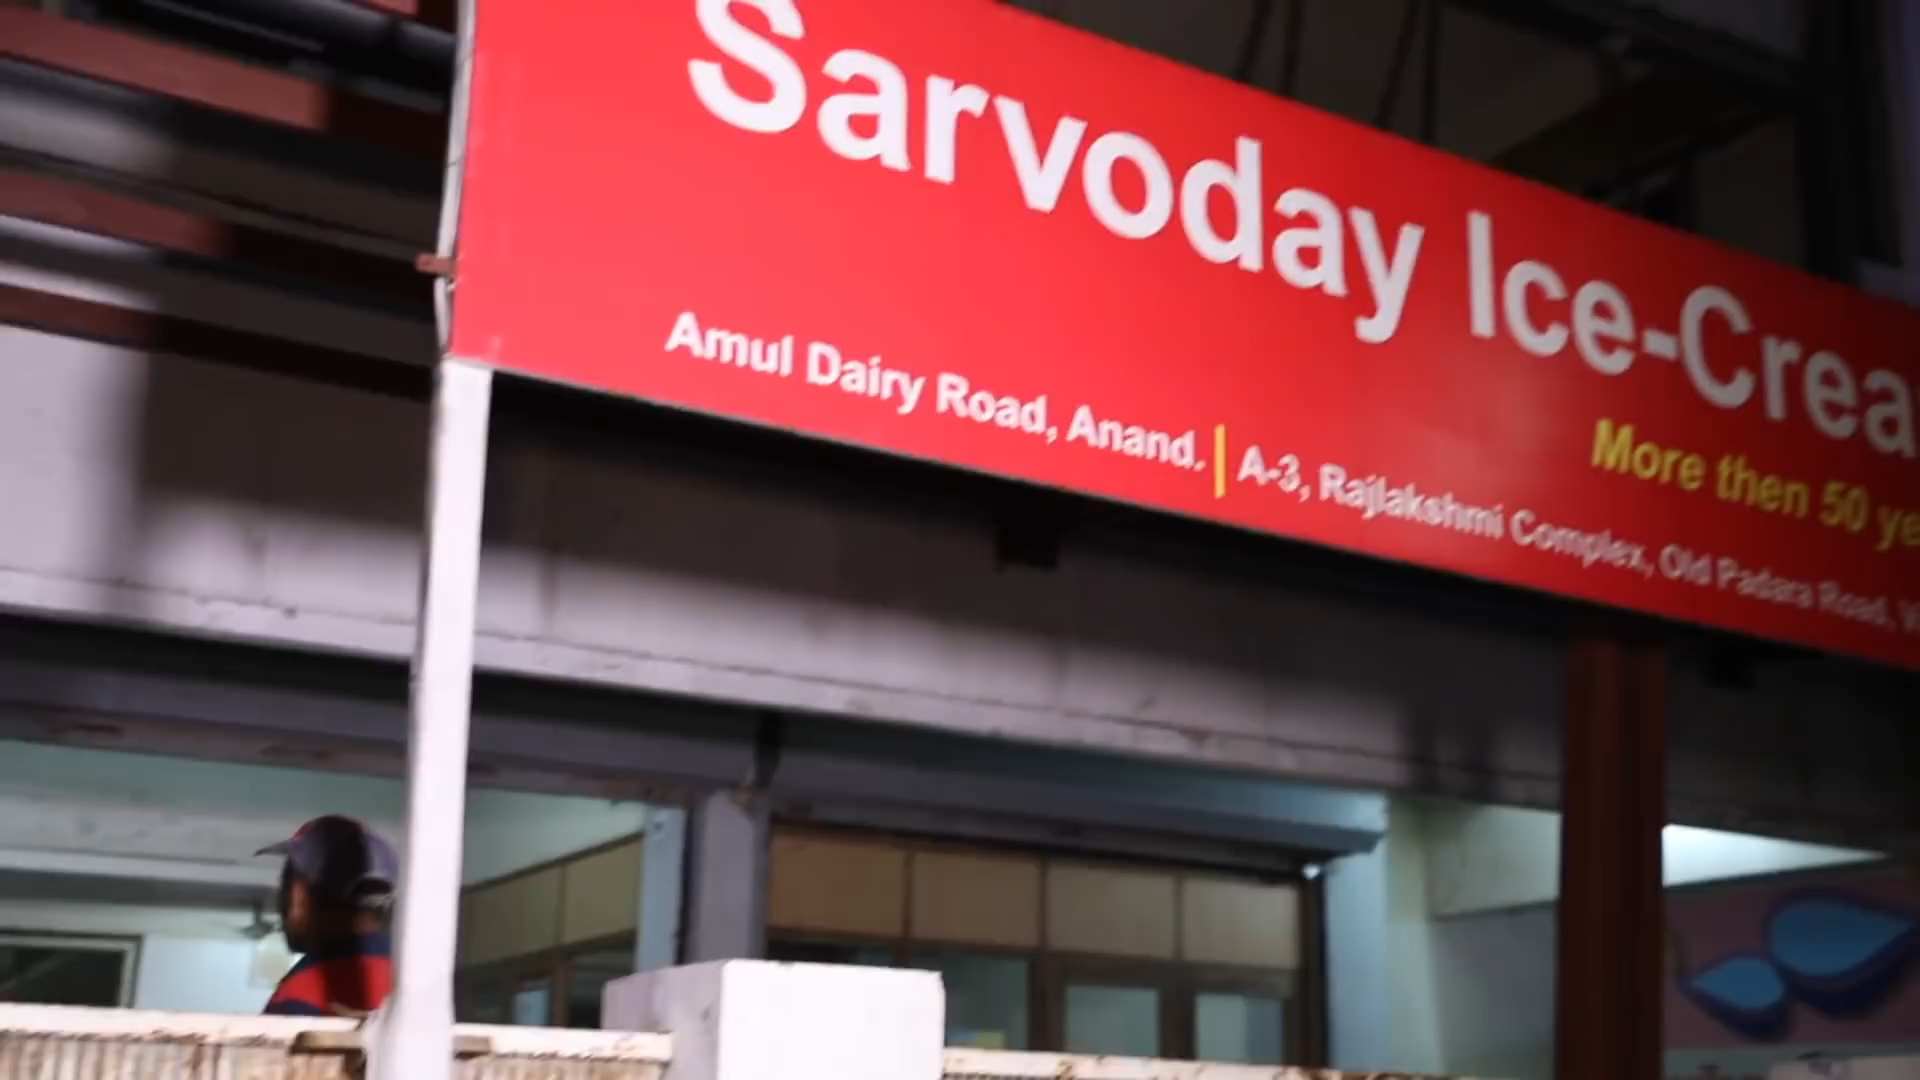 Sarvoday Ice-Crea
More then 50 ye
Amul Dairy Road, Anand. | A-3, Rajlakshmi Complex, Old Padara Road, V